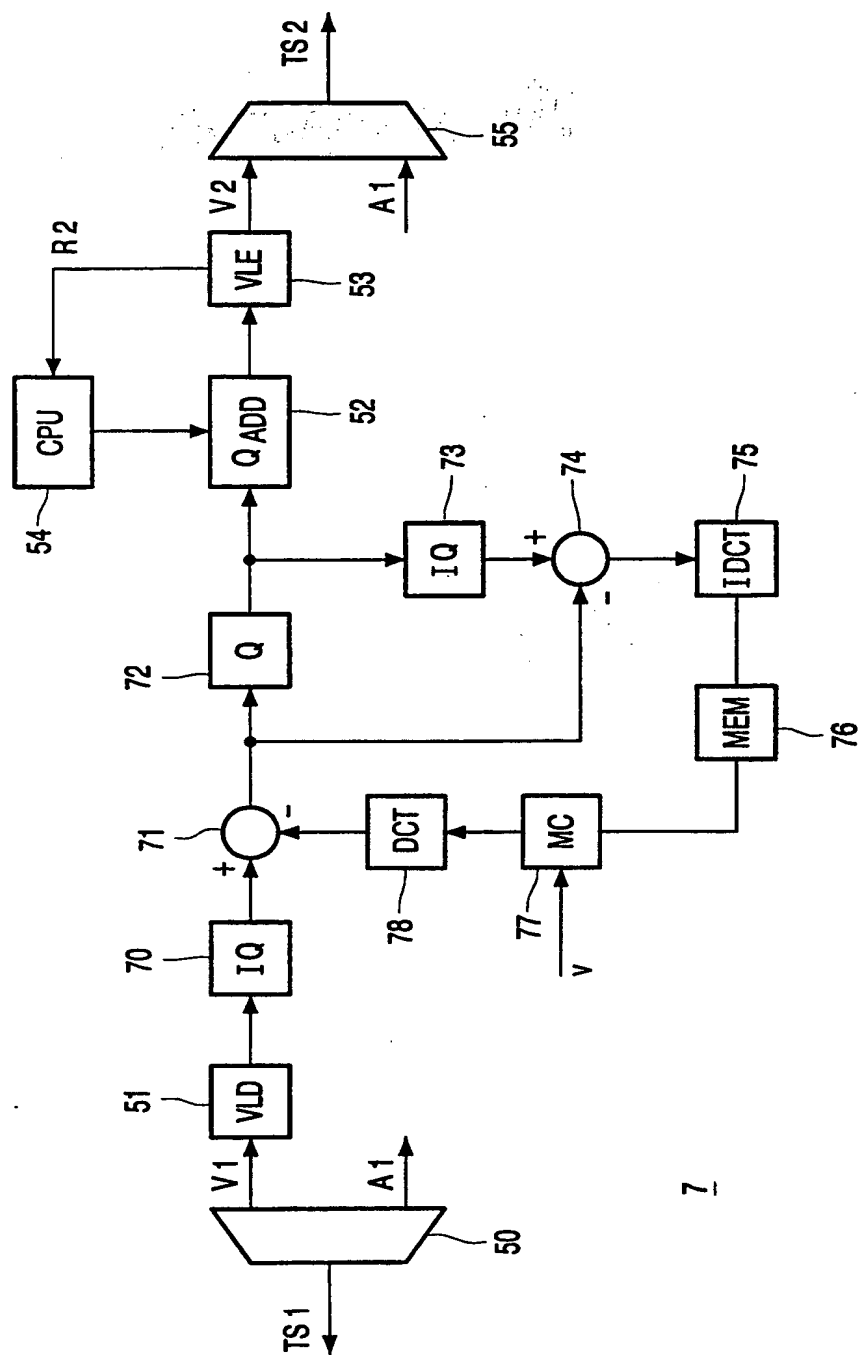 TS1
50
V1
A1
51
VLD
70
IQ
71
+
-
72
Q
54
CPU
R2
Q ADD
52
VLE
53
V2
A1
55
TS2
73
IQ
+
-
74
75
IDCT
MEM
76
77
MC
v
78
DCT
7